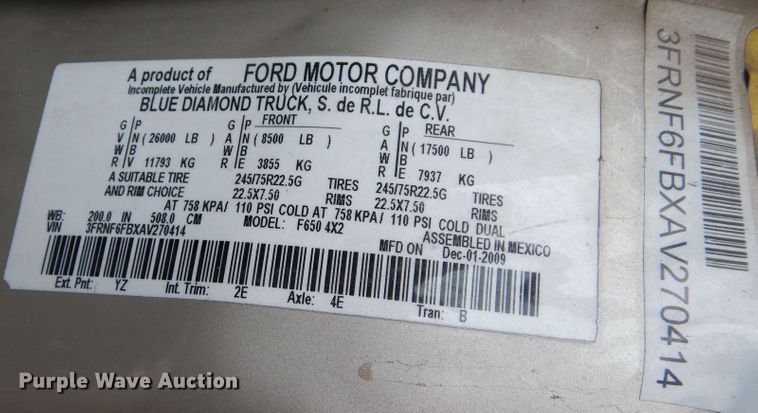 A product of FORD MOTOR COMPANY
Incomplete Vehicle Manufactured by (Vehicule incomplet fabrique par)
BLUE DIAMOND TRUCK, S. de R.L. de C.V.
G P FRONT G P REAR
V N ( 26000 LB ) A N ( 8500 LB ) A N ( 17500 LB )
W B W B W B
R V 11793 KG R E 3855 KG R E 7937 KG
A SUITABLE TIRE 245/75R22.5G TIRES 245/75R22.5G TIRES
AND RIM CHOICE 22.5X7.50 RIMS 22.5X7.50 RIMS
AT 758 KPA/ 110 PSI COLD AT 758 KPA/ 110 PSI COLD DUAL
WB: 200.0 IN 508.0 CM ASSEMBLED IN MEXICO
VIN 3FRNF6FBXAV270414 MODEL: F650 4X2 MFD ON Dec-01-2009
Ext. Pnt: YZ Int. Trim: 2E Axle: 4E Tran: B
3FRNF6FBXAV270414
Purple Wave Auction